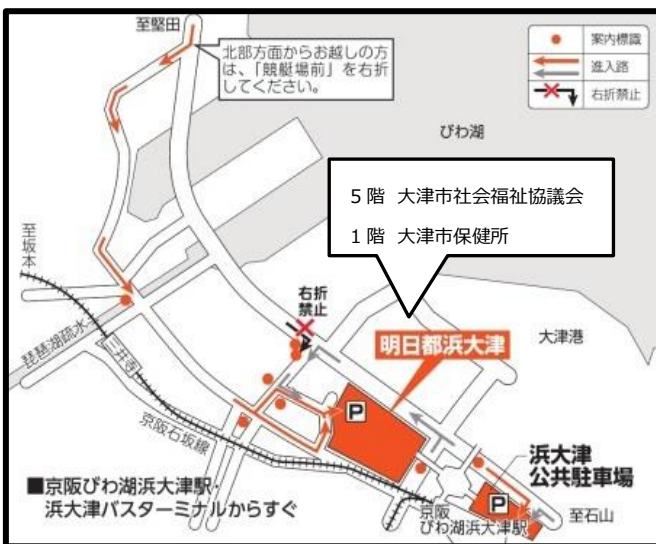 至堅田
北部方面からお越しの方
は、「競艇場前」を右折
してください。
案内標識
進入路
右折禁止
びわ湖
5階 大津市社会福祉協議会
1階 大津市保健所
至坂本
琵琶湖疏水
三井寺
右折
禁止
明日都浜大津
大津港
P
京阪石坂線
■京阪びわ湖浜大津駅・
浜大津バスターミナルからすぐ
浜大津
公共駐車場
P
京阪
びわ湖浜大津駅
至石山